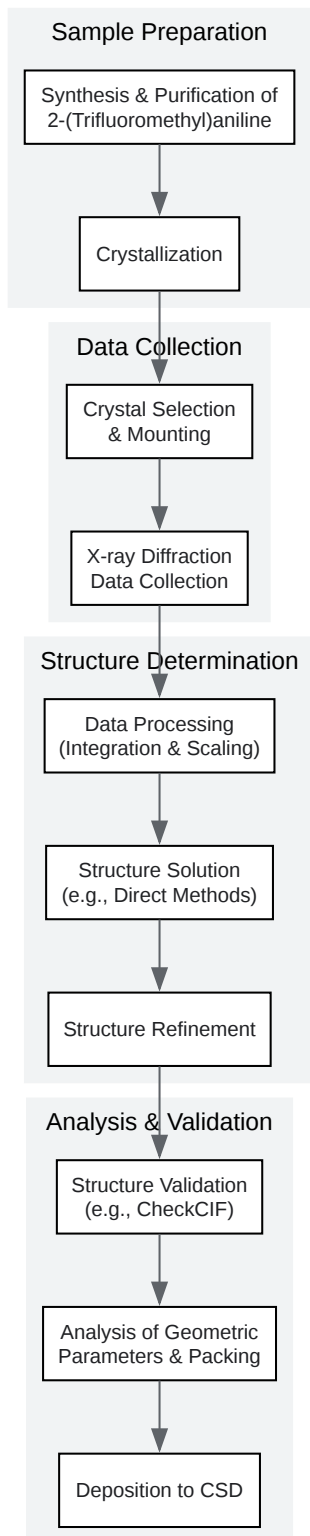 Sample Preparation
Synthesis & Purification of
2-(Trifluoromethyl)aniline
Crystallization
Data Collection
Crystal Selection
& Mounting
X-ray Diffraction
Data Collection
Structure Determination
Data Processing
(Integration & Scaling)
Structure Solution
(e.g., Direct Methods)
Structure Refinement
Analysis & Validation
Structure Validation
(e.g., CheckCIF)
Analysis of Geometric
Parameters & Packing
Deposition to CSD